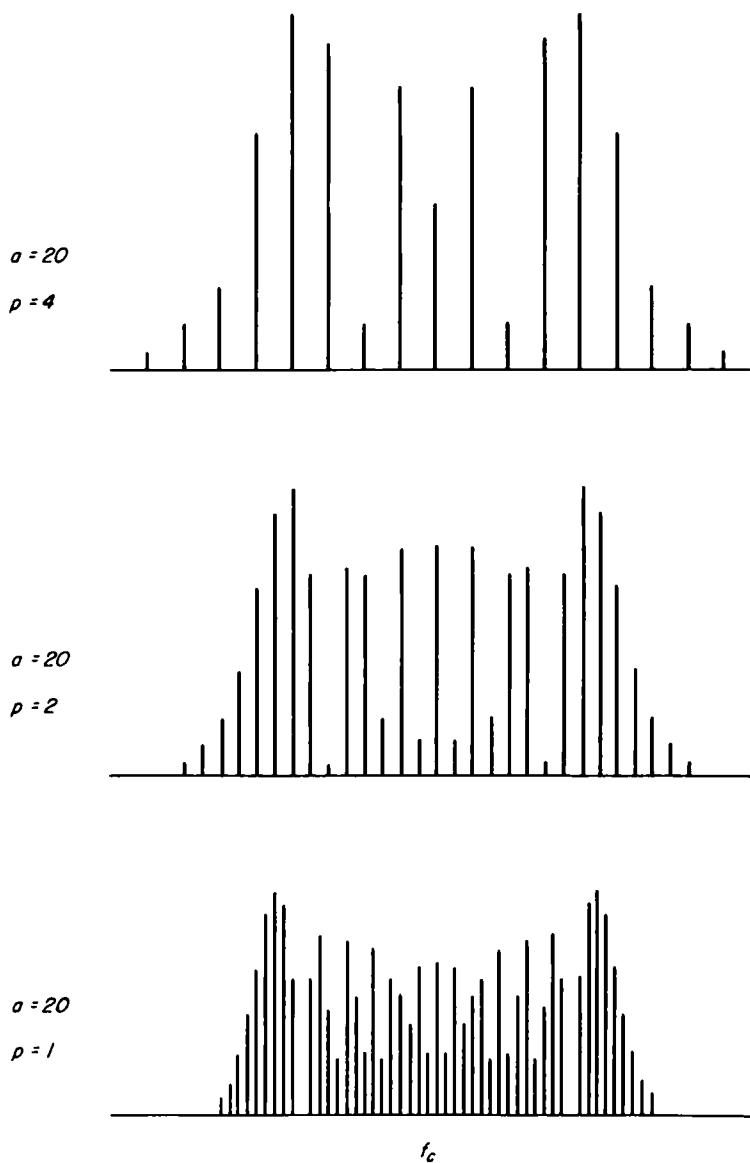 a = 20
p = 4
a = 20
p = 2
a = 20
p = 1
f_c